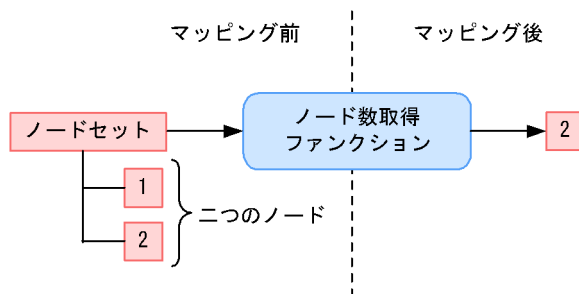 マッピング前
マッピング後
ノードセット
ノード数取得
ファンクション
2
1
2
二つのノード